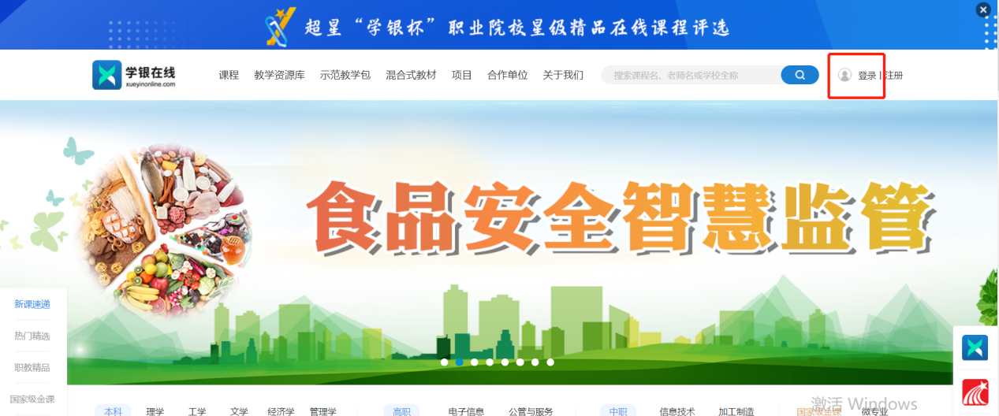 超星“学银杯”职业院校星级精品在线课程评选
学银在线
xueyinonline.com
课程 教学资源库 示范教学包 混合式教材 项目 合作单位 关于我们 搜索课程名、老师名或学校全称 登录 | 注册
食品安全智慧监管
新课速递
热门精选
职教精品
国家级金课
本科 理学 工学 文学 经济学 管理学 高职 电子信息 公管与服务 中职 信息技术 加工制造 国家级金课 微专业
激活 Windows